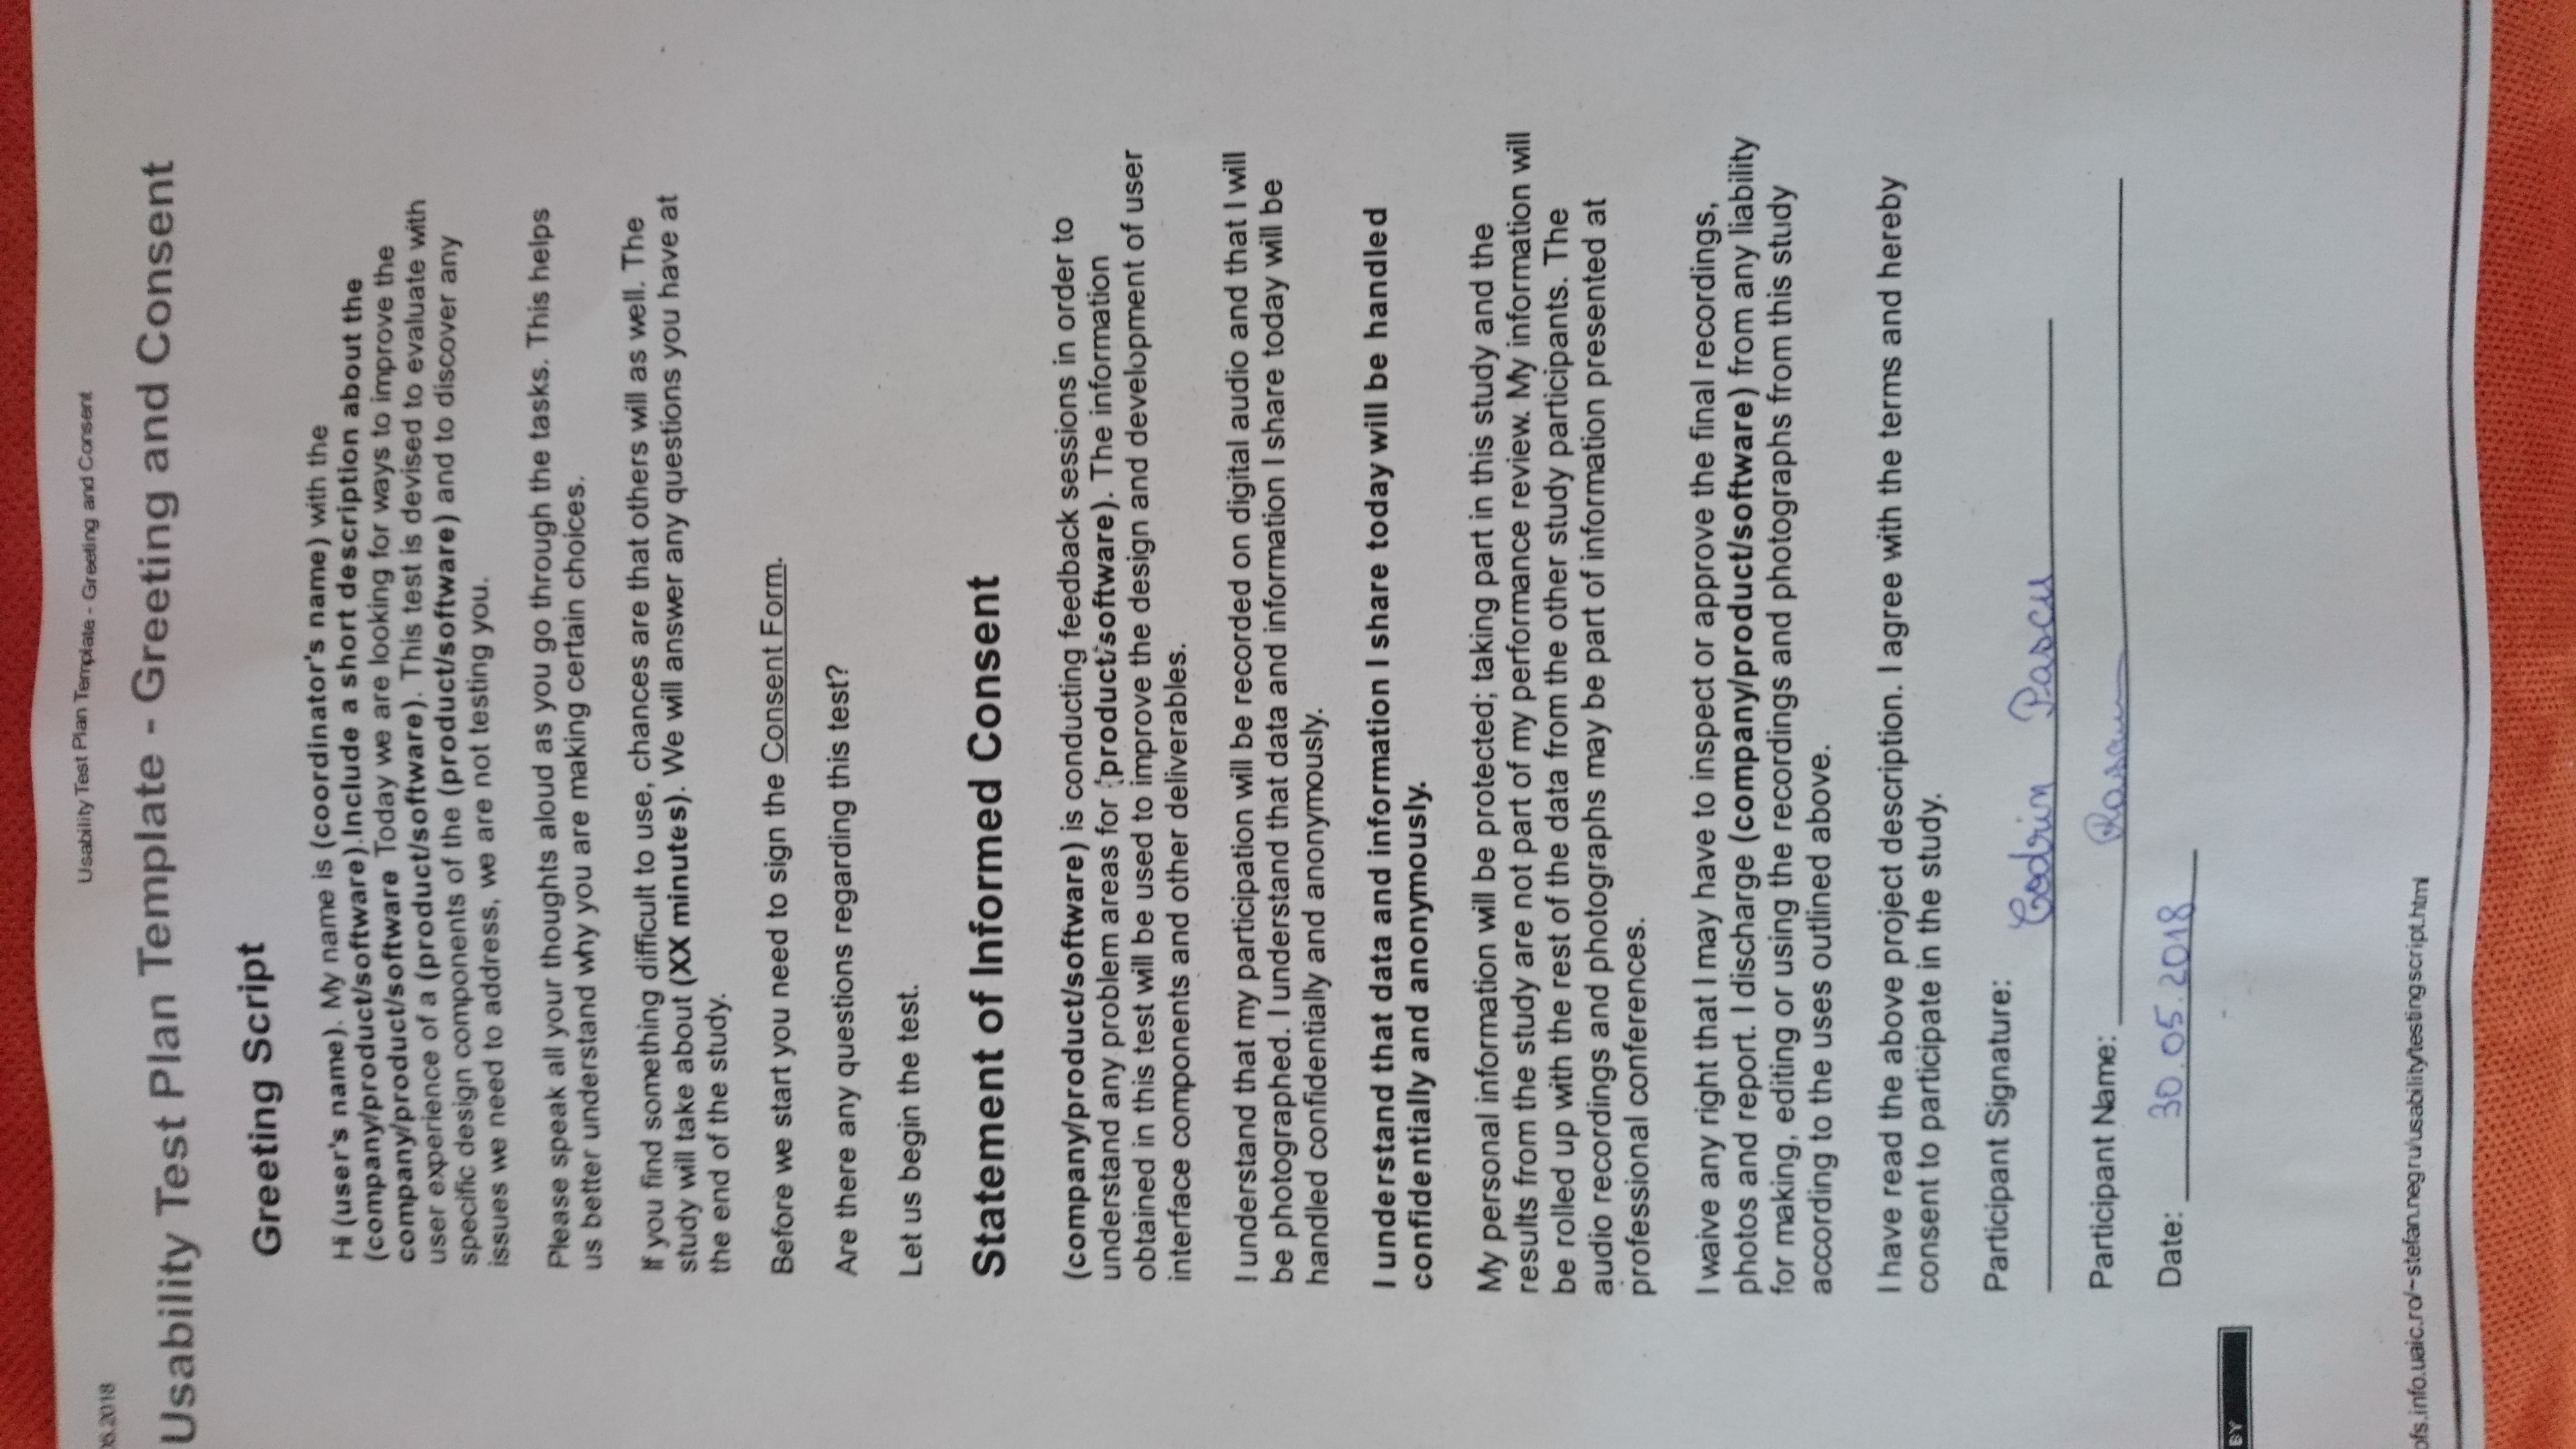 06.2018
Usability Test Plan Template - Greeting and Consent
Usability Test Plan Template - Greeting and Consent
Greeting Script
Hi (user's name). My name is (coordinator's name) with the
(company/product/software).Include a short description about the
company/product/software Today we are looking for ways to improve the
user experience of a (product/software). This test is devised to evaluate with
specific design components of the (product/software) and to discover any
issues we need to address, we are not testing you.
Please speak all your thoughts aloud as you go through the tasks. This helps
us better understand why you are making certain choices.
If you find something difficult to use, chances are that others will as well. The
study will take about (XX minutes). We will answer any questions you have at
the end of the study.
Before we start you need to sign the Consent Form.
Are there any questions regarding this test?
Let us begin the test.
Statement of Informed Consent
(company/product/software) is conducting feedback sessions in order to
understand any problem areas for (product/software). The information
obtained in this test will be used to improve the design and development of user
interface components and other deliverables.
I understand that my participation will be recorded on digital audio and that I will
be photographed. I understand that data and information I share today will be
handled confidentially and anonymously.
I understand that data and information I share today will be handled
confidentially and anonymously.
My personal information will be protected; taking part in this study and the
results from the study are not part of my performance review. My information will
be rolled up with the rest of the data from the other study participants. The
audio recordings and photographs may be part of information presented at
professional conferences.
I waive any right that I may have to inspect or approve the final recordings,
photos and report. I discharge (company/product/software) from any liability
for making, editing or using the recordings and photographs from this study
according to the uses outlined above.
I have read the above project description. I agree with the terms and hereby
consent to participate in the study.
Participant Signature:
Codrin Pascu
Participant Name:
Date: 30.05.2018
BY
ofs.info.uaic.ro/~stefan.negru/usabilitytesting/script.html